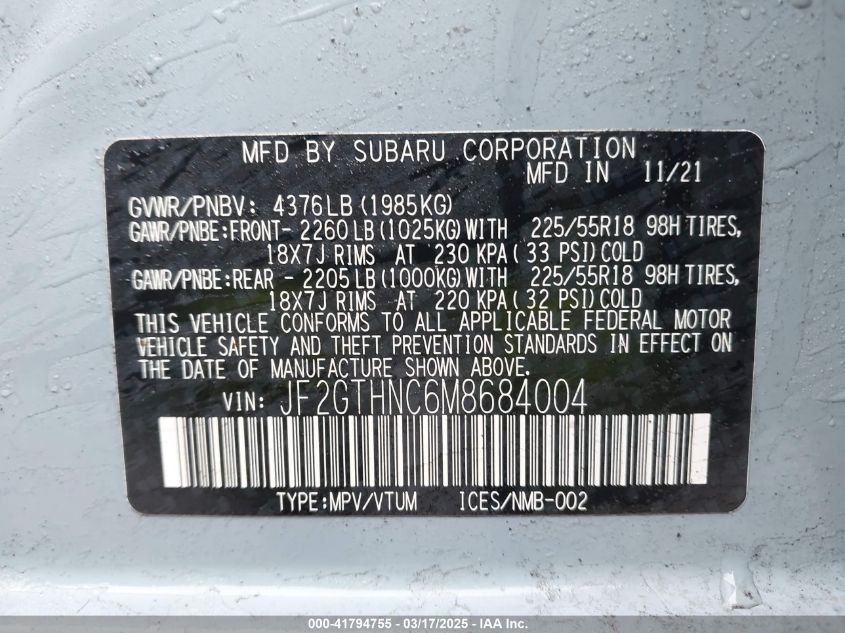 MFD BY SUBARU CORPORATION
MFD IN 11/21
GVWR/PNBV: 4376LB (1985KG)
GAWR/PNBE:FRONT- 2260 LB (1025KG) WITH 225/55R18 98H TIRES,
18X7J RIMS AT 230 KPA ( 33 PSI) COLD
GAWR/PNBE:REAR - 2205 LB (1000KG) WITH 225/55R18 98H TIRES,
18X7J RIMS AT 220 KPA ( 32 PSI) COLD
THIS VEHICLE CONFORMS TO ALL APPLICABLE FEDERAL MOTOR
VEHICLE SAFETY AND THEFT PREVENTION STANDARDS IN EFFECT ON
THE DATE OF MANUFACTURE SHOWN ABOVE.
VIN: JF2GTHNC6M8684004
TYPE:MPV/VTUM ICES/NMB-002
000-41794755 - 03/17/2025 - IAA Inc.